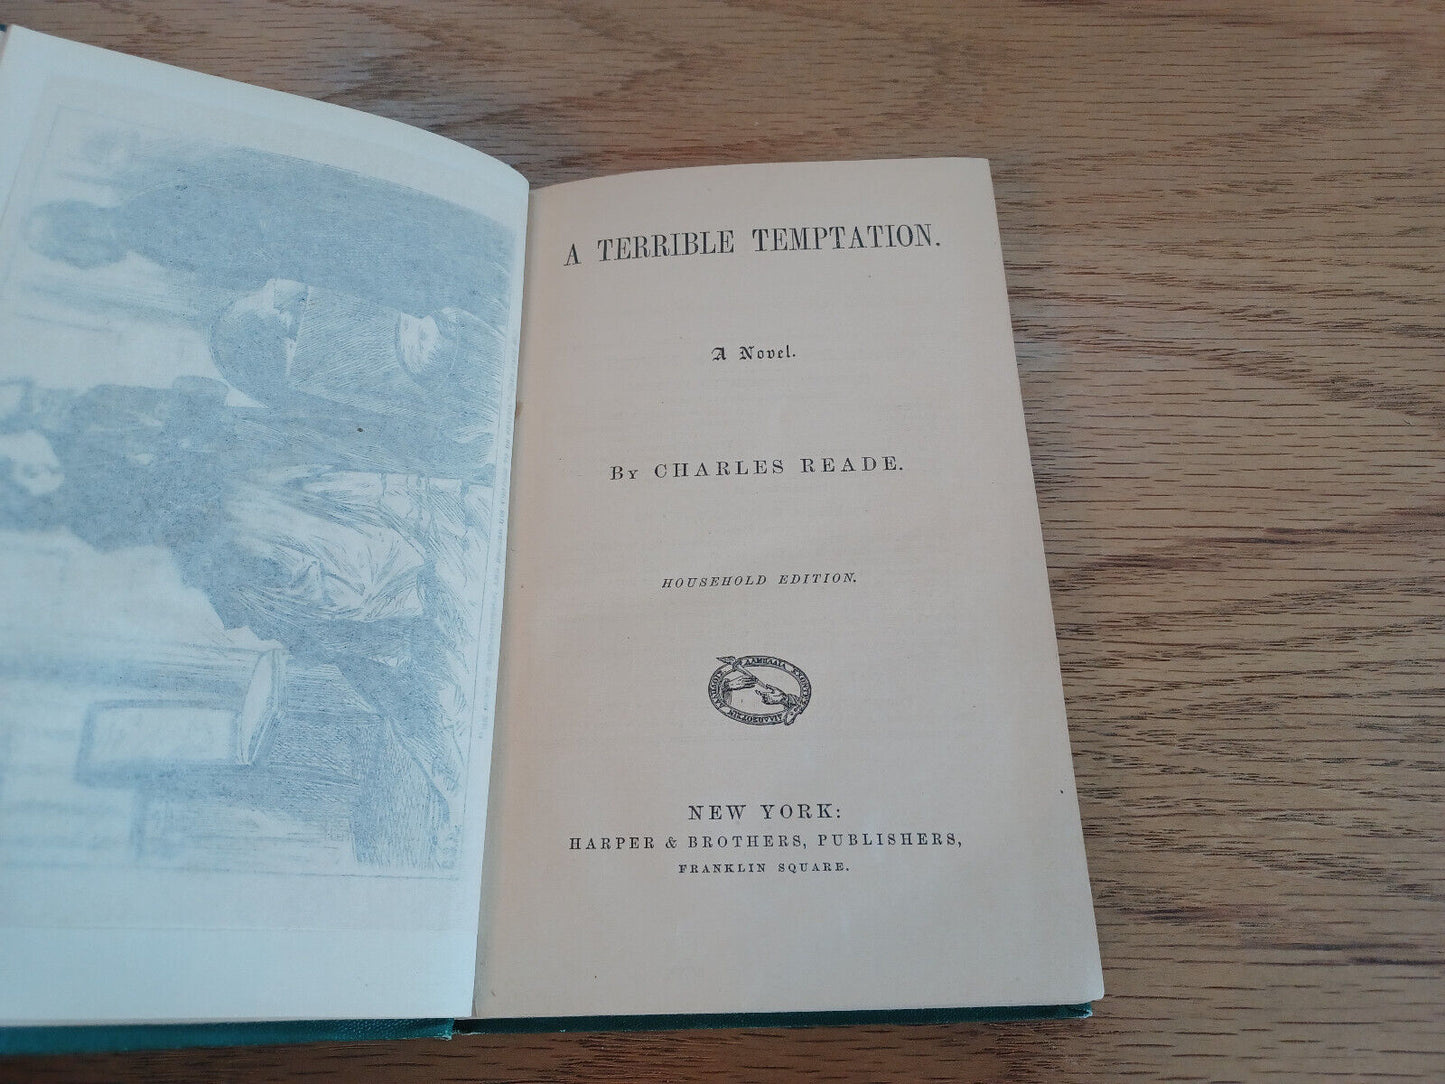 A TERRIBLE TEMPTATION.
A Novel.
By CHARLES READE.
HOUSEHOLD EDITION.
NEW YORK:
HARPER & BROTHERS, PUBLISHERS,
FRANKLIN SQUARE.